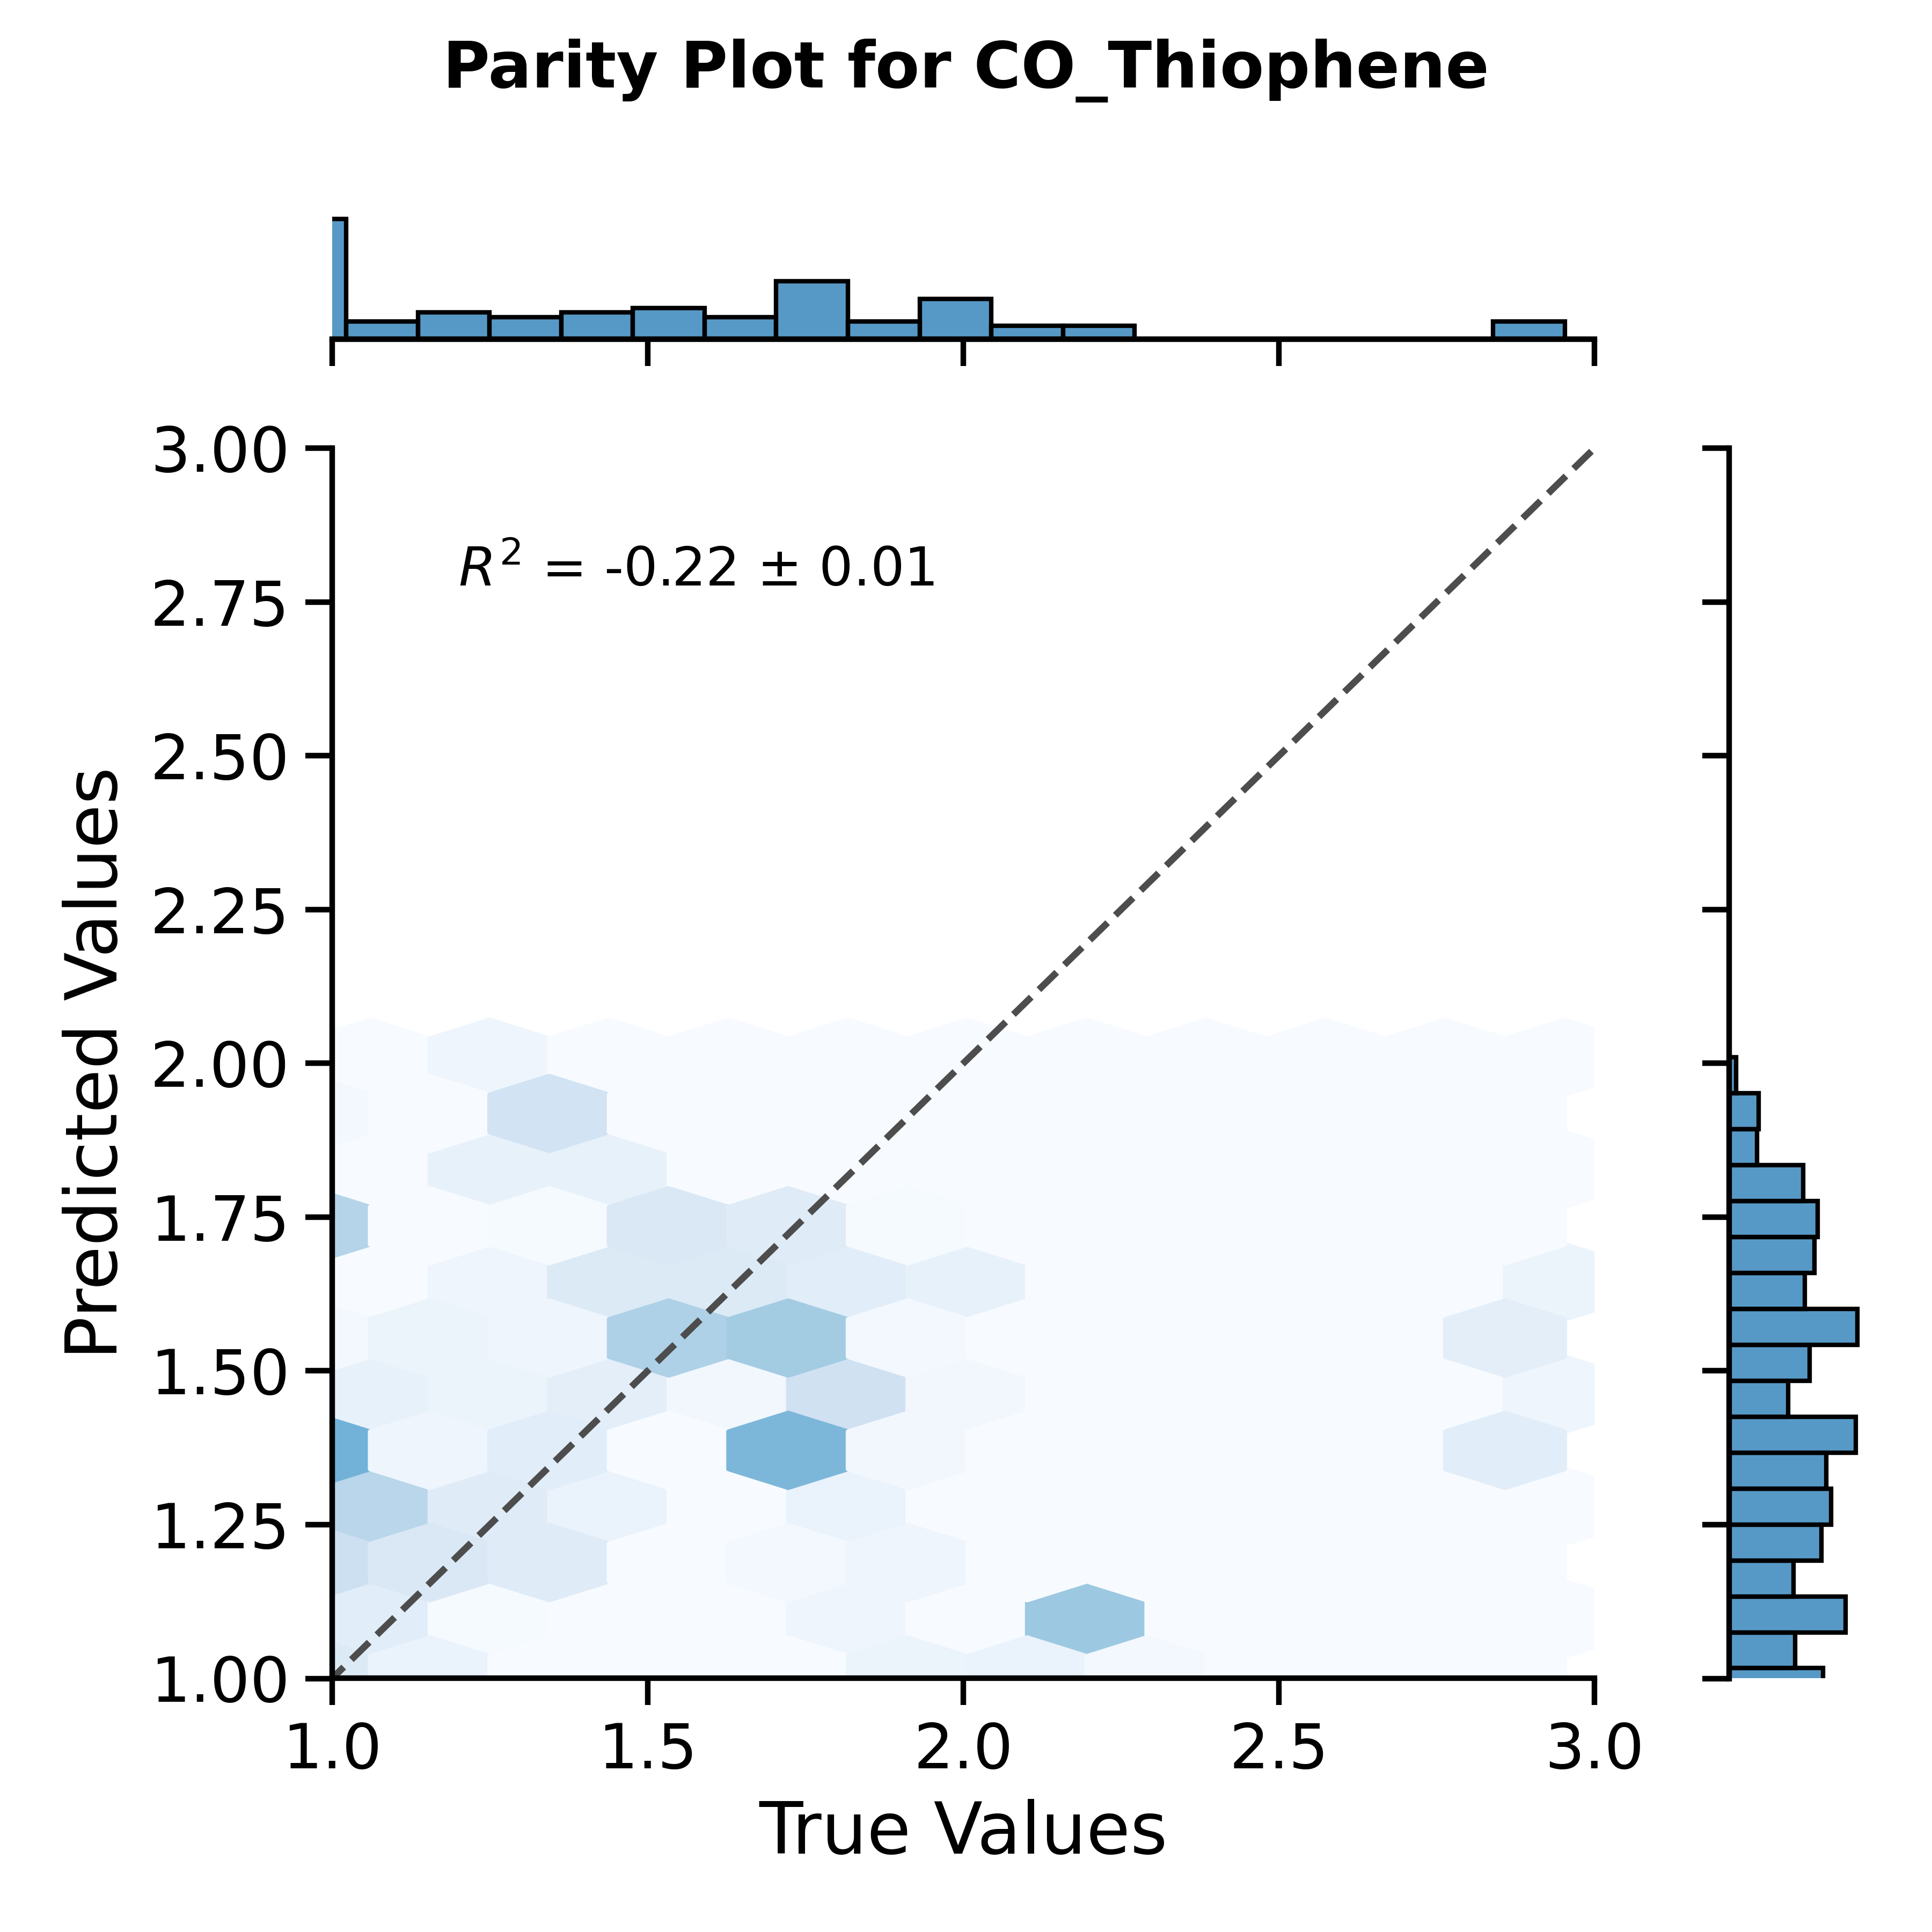 Parity Plot for CO_Thiophene
R² = -0.22 ± 0.01
Predicted Values
3.00
2.75
2.50
2.25
2.00
1.75
1.50
1.25
1.00
1.0 1.5 2.0 2.5 3.0
True Values